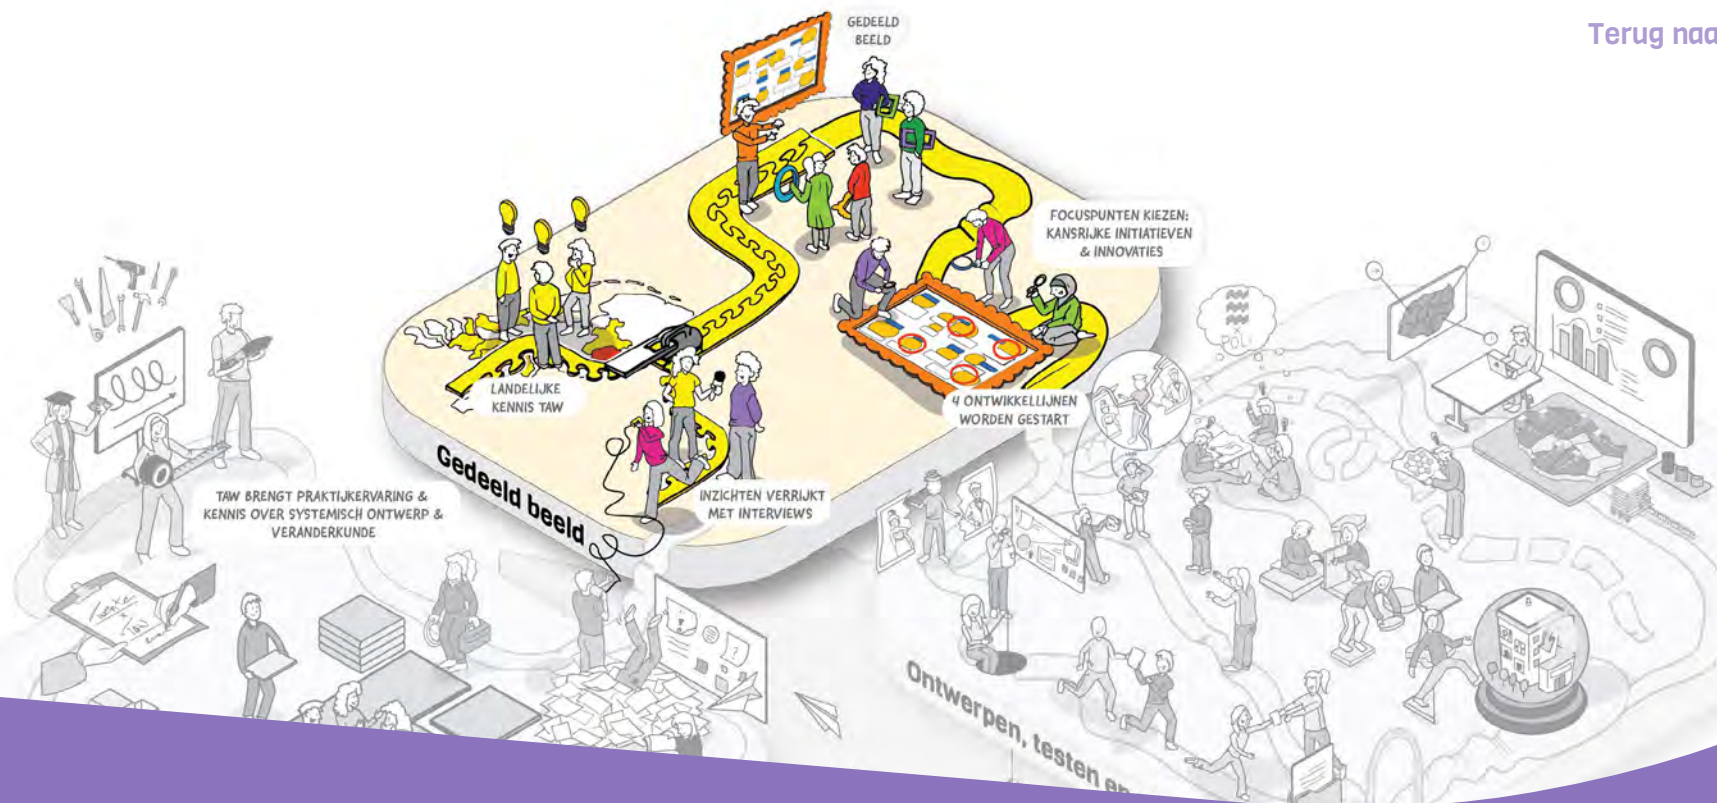 GEDEELD
BEELD
Terug naa
FOCUSPUNTEN KIEZEN:
KANSRIJKE INITIATIEVEN
& INNOVATIES
LANDELIJKE
KENNIS TAW
4 ONTWIKKELLIJNEN
WORDEN GESTART
Gedeeld beeld
INZICHTEN VERRIJKT
MET INTERVIEWS
TAW BRENGT PRAKTIJKERVARING &
KENNIS OVER SYSTEMISCH ONTWERP &
VERANDERKUNDE
Ontwerpen, testen en